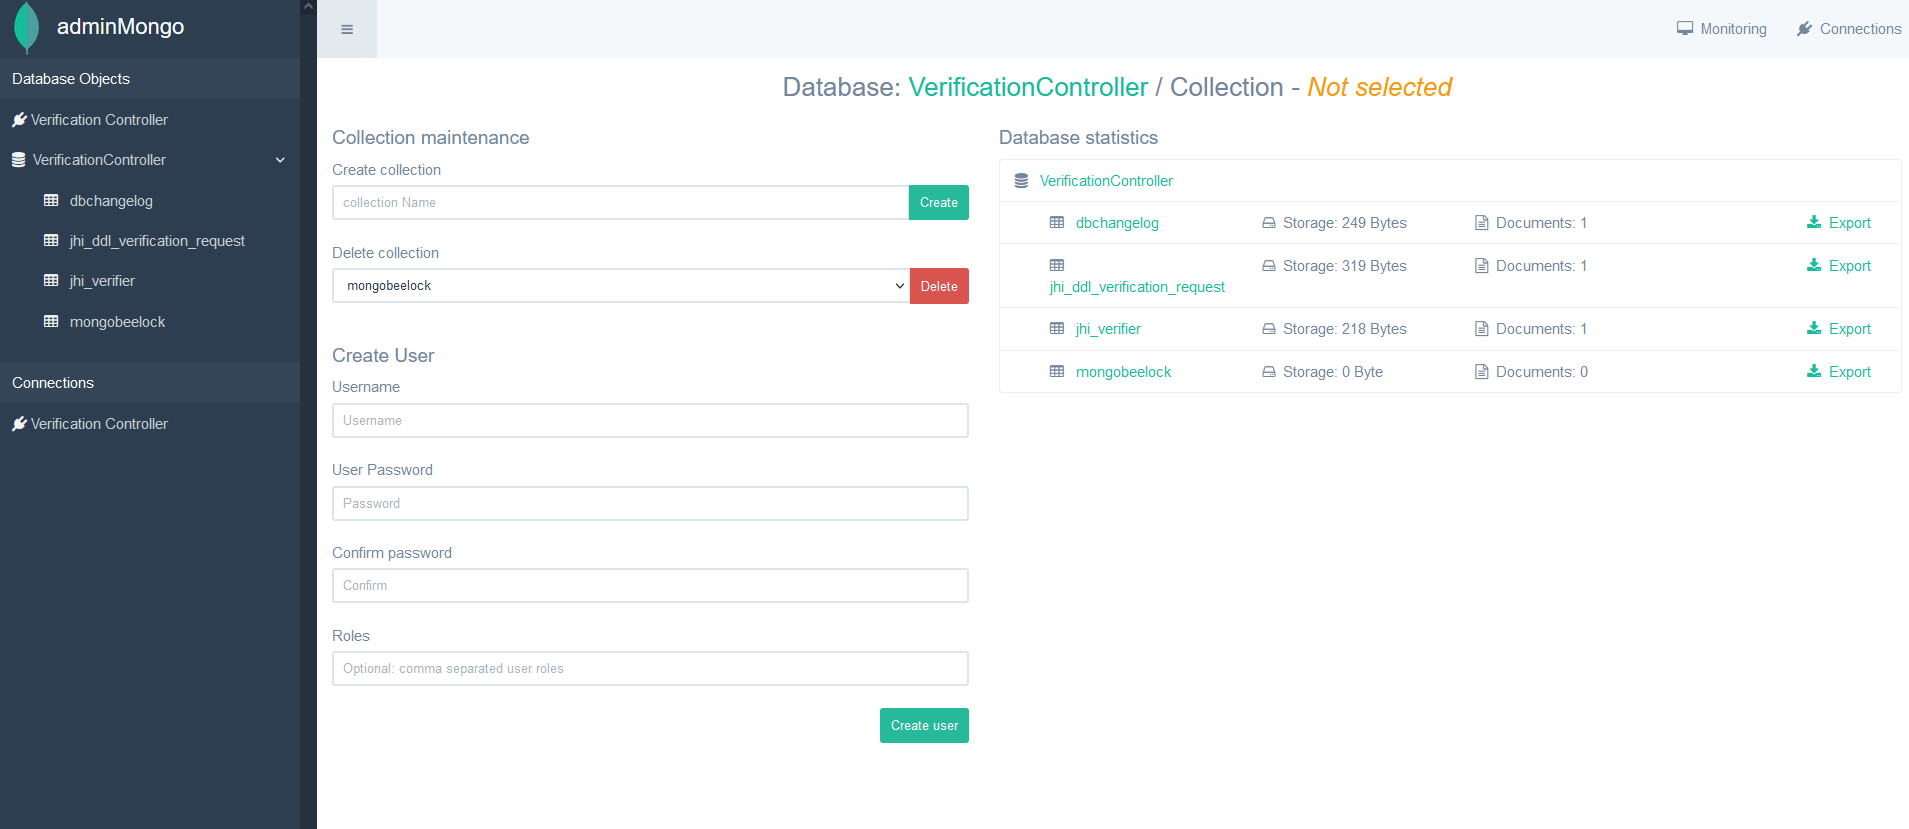 adminMongo
Database Objects
Verification Controller
VerificationController
dbchangelog
jhi_ddl_verification_request
jhi_verifier
mongobeelock
Connections
Verification Controller
Monitoring
Connections
Database: VerificationController / Collection - Not selected
Collection maintenance
Create collection
collection Name
Create
Delete collection
mongobeelock
Delete
Create User
Username
Username
User Password
Password
Confirm password
Confirm
Roles
Optional: comma separated user roles
Create user
Database statistics
VerificationController
dbchangelog Storage: 249 Bytes Documents: 1 Export
jhi_ddl_verification_request Storage: 319 Bytes Documents: 1 Export
jhi_verifier Storage: 218 Bytes Documents: 1 Export
mongobeelock Storage: 0 Byte Documents: 0 Export